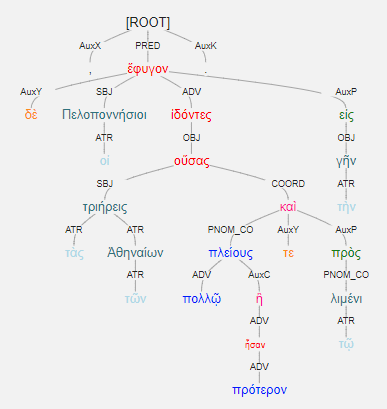 [ROOT]
AuxX PRED AuxK
, ἔφυγον .
AuxY SBJ ADV AuxP
δὲ Πελοποννήσιοι ἰδόντες εἰς
ATR OBJ OBJ
οἱ οὔσας γῆν
SBJ COORD ATR
τριήρεις καὶ τὴν
ATR ATR PNOM_CO AuxY AuxP
τὰς Ἀθηναίων πλείους τε πρὸς
ATR ADV AuxC PNOM_CO
τῶν πολλῷ ἢ λιμένι
ADV ATR
ἦσαν τῷ
ADV
πρότερον